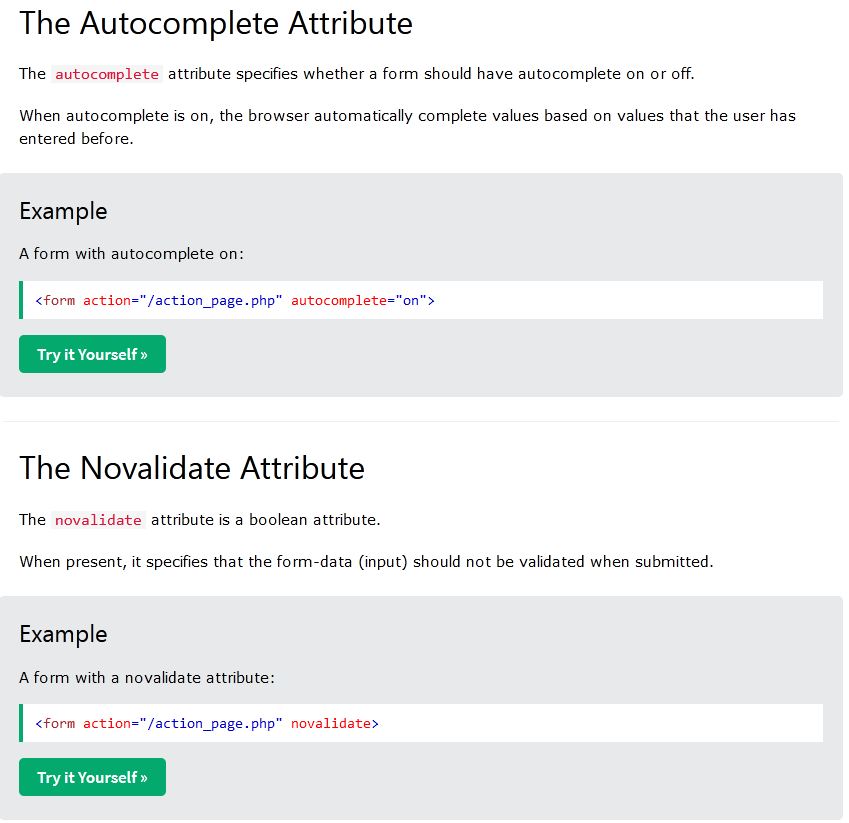 The Autocomplete Attribute
The autocomplete attribute specifies whether a form should have autocomplete on or off.
When autocomplete is on, the browser automatically complete values based on values that the user has
entered before.
Example
A form with autocomplete on:
<form action="/action_page.php" autocomplete="on">
Try it Yourself »
The Novalidate Attribute
The novalidate attribute is a boolean attribute.
When present, it specifies that the form-data (input) should not be validated when submitted.
Example
A form with a novalidate attribute:
<form action="/action_page.php" novalidate>
Try it Yourself »